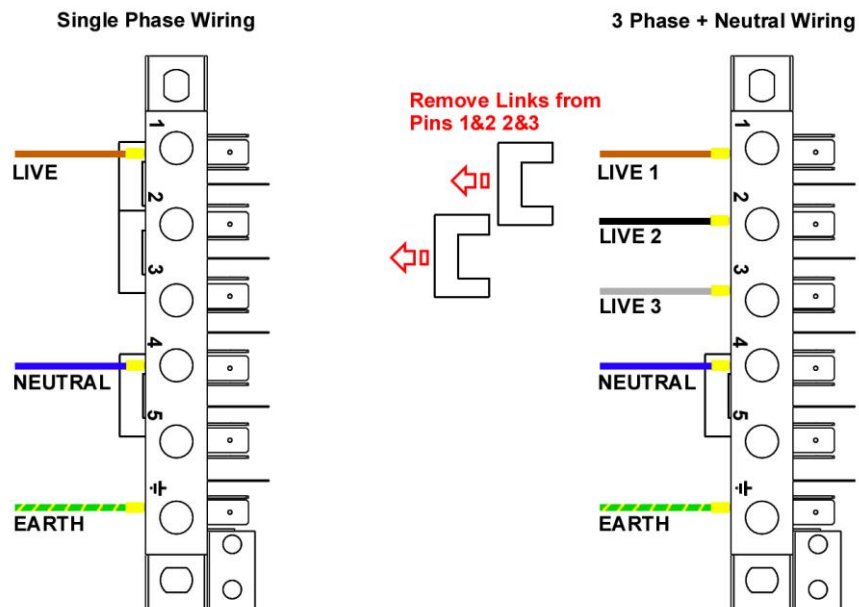 Single Phase Wiring
3 Phase + Neutral Wiring
Remove Links from
Pins 1&2 2&3
1
LIVE
2
3
4
NEUTRAL
5
EARTH
1
LIVE 1
2
LIVE 2
3
LIVE 3
4
NEUTRAL
5
EARTH